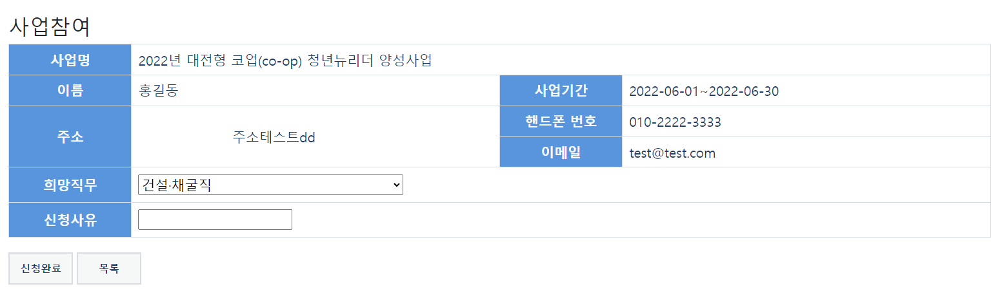 사업참여
사업명 2022년 대전형 코업(co-op) 청년뉴리더 양성사업
이름 홍길동 사업기간 2022-06-01~2022-06-30
주소 주소테스트dd 핸드폰 번호 010-2222-3333
이메일 test@test.com
희망직무 건설·채굴직
신청사유
신청완료 목록